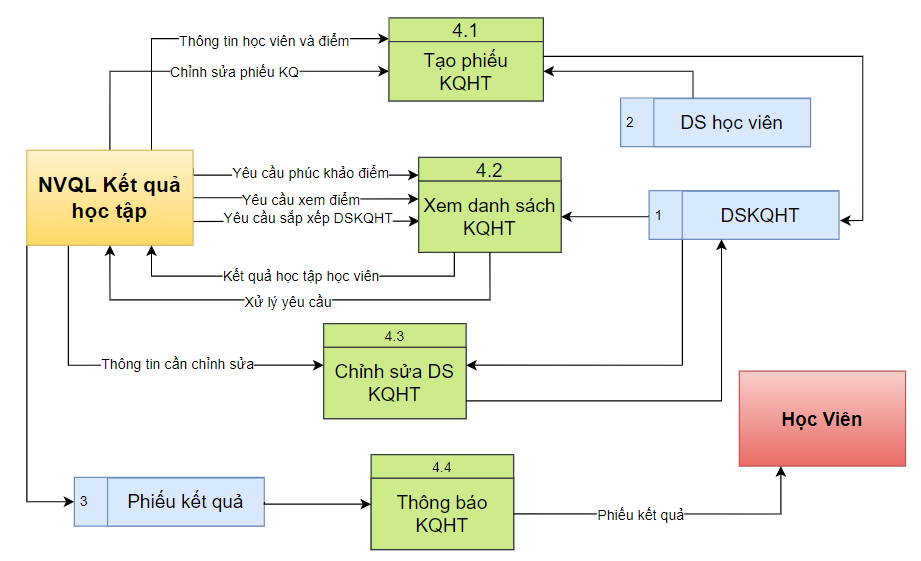 4.1
Thông tin học viên và điểm
Tạo phiếu
KQHT
Chỉnh sửa phiếu KQ
2
DS học viên
NVQL Kết quả
học tập
Yêu cầu phúc khảo điểm
Yêu cầu xem điểm
Yêu cầu sắp xếp DSKQHT
4.2
Xem danh sách
KQHT
1
DSKQHT
Kết quả học tập học viên
Xử lý yêu cầu
4.3
Chỉnh sửa DS
KQHT
Thông tin cần chỉnh sửa
Học Viên
4.4
Thông báo
KQHT
3
Phiếu kết quả
Phiếu kết quả